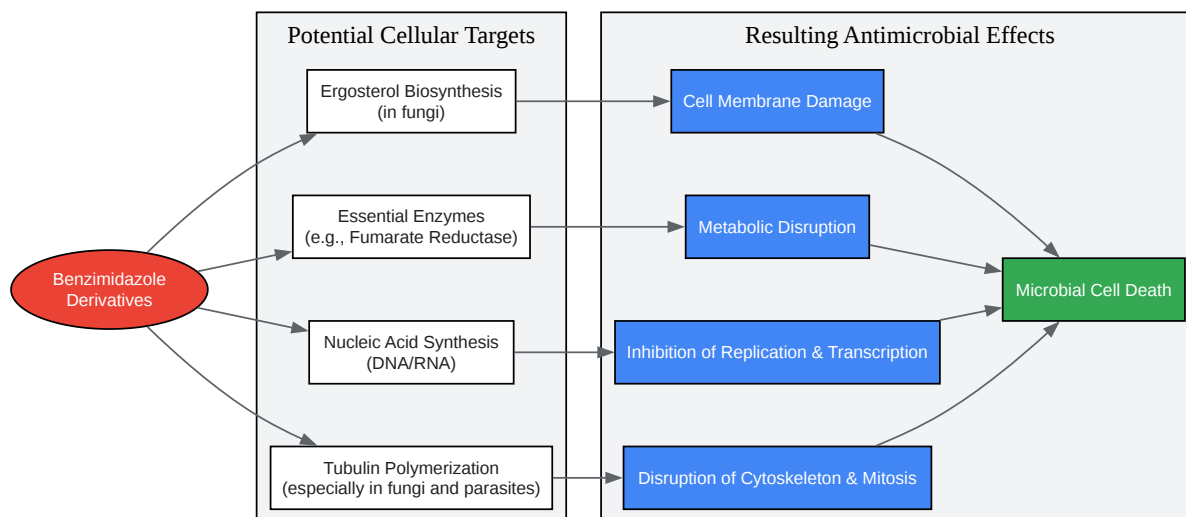 Potential Cellular Targets
Resulting Antimicrobial Effects
Benzimidazole
Derivatives
Ergosterol Biosynthesis
(in fungi)
Cell Membrane Damage
Essential Enzymes
(e.g., Fumarate Reductase)
Metabolic Disruption
Nucleic Acid Synthesis
(DNA/RNA)
Inhibition of Replication & Transcription
Tubulin Polymerization
(especially in fungi and parasites)
Disruption of Cytoskeleton & Mitosis
Microbial Cell Death